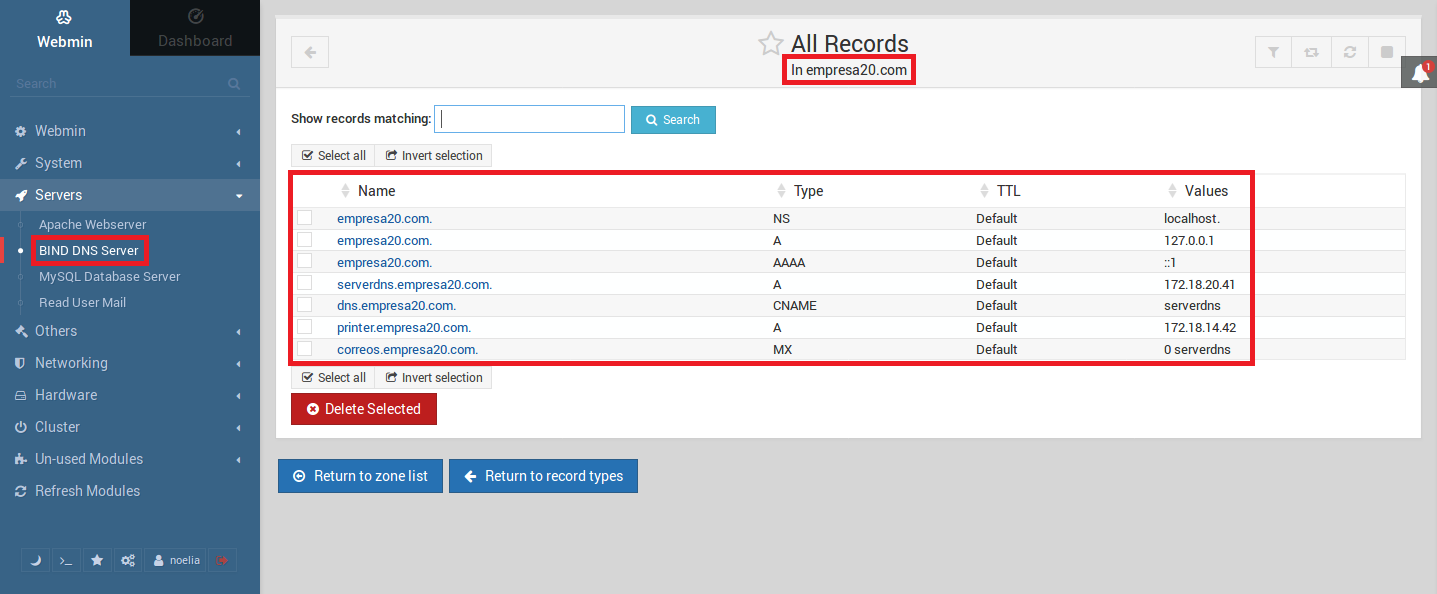 Webmin
Dashboard
Search
Webmin
System
Servers
Apache Webserver
BIND DNS Server
MySQL Database Server
Read User Mail
Others
Networking
Hardware
Cluster
Un-used Modules
Refresh Modules
>_ noelia
All Records
In empresa20.com
1
Show records matching: Search
Select all Invert selection
Name Type TTL Values
empresa20.com. NS Default localhost.
empresa20.com. A Default 127.0.0.1
empresa20.com. AAAA Default ::1
serverdns.empresa20.com. A Default 172.18.20.41
dns.empresa20.com. CNAME Default serverdns
printer.empresa20.com. A Default 172.18.14.42
correos.empresa20.com. MX Default 0 serverdns
Select all Invert selection
Delete Selected
Return to zone list Return to record types